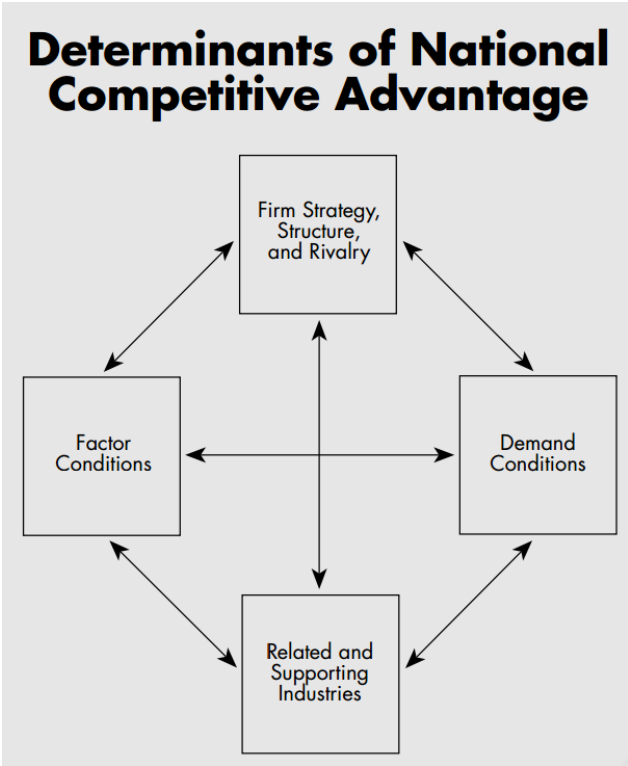 Determinants of National
Competitive Advantage
Firm Strategy,
Structure,
and Rivalry
Factor
Conditions
Demand
Conditions
Related and
Supporting
Industries